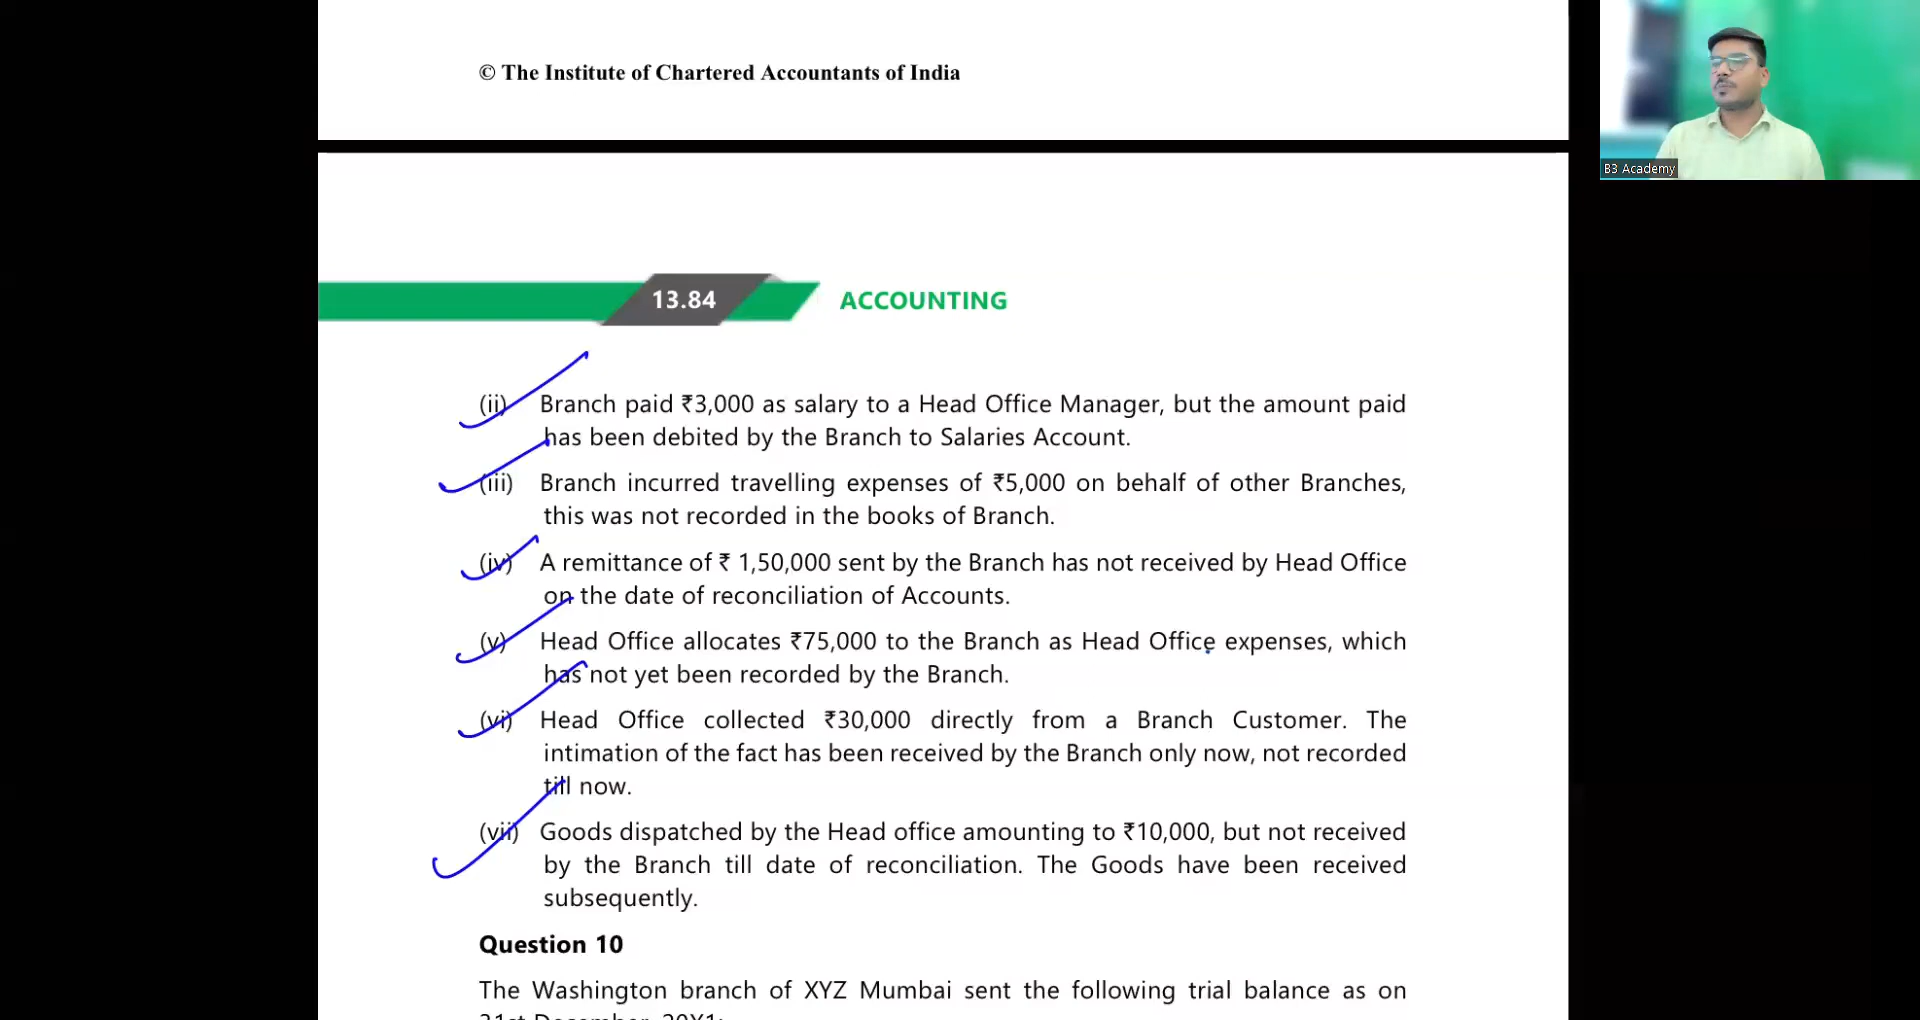 © The Institute of Chartered Accountants of India
B3 Academy
13.84 ACCOUNTING
(ii) Branch paid ₹3,000 as salary to a Head Office Manager, but the amount paid
has been debited by the Branch to Salaries Account.
(iii) Branch incurred travelling expenses of ₹5,000 on behalf of other Branches,
this was not recorded in the books of Branch.
(iv) A remittance of ₹ 1,50,000 sent by the Branch has not received by Head Office
on the date of reconciliation of Accounts.
(v) Head Office allocates ₹75,000 to the Branch as Head Office expenses, which
has not yet been recorded by the Branch.
(vi) Head Office collected ₹30,000 directly from a Branch Customer. The
intimation of the fact has been received by the Branch only now, not recorded
till now.
(vii) Goods dispatched by the Head office amounting to ₹10,000, but not received
by the Branch till date of reconciliation. The Goods have been received
subsequently.
Question 10
The Washington branch of XYZ Mumbai sent the following trial balance as on
31st December, 20X1: